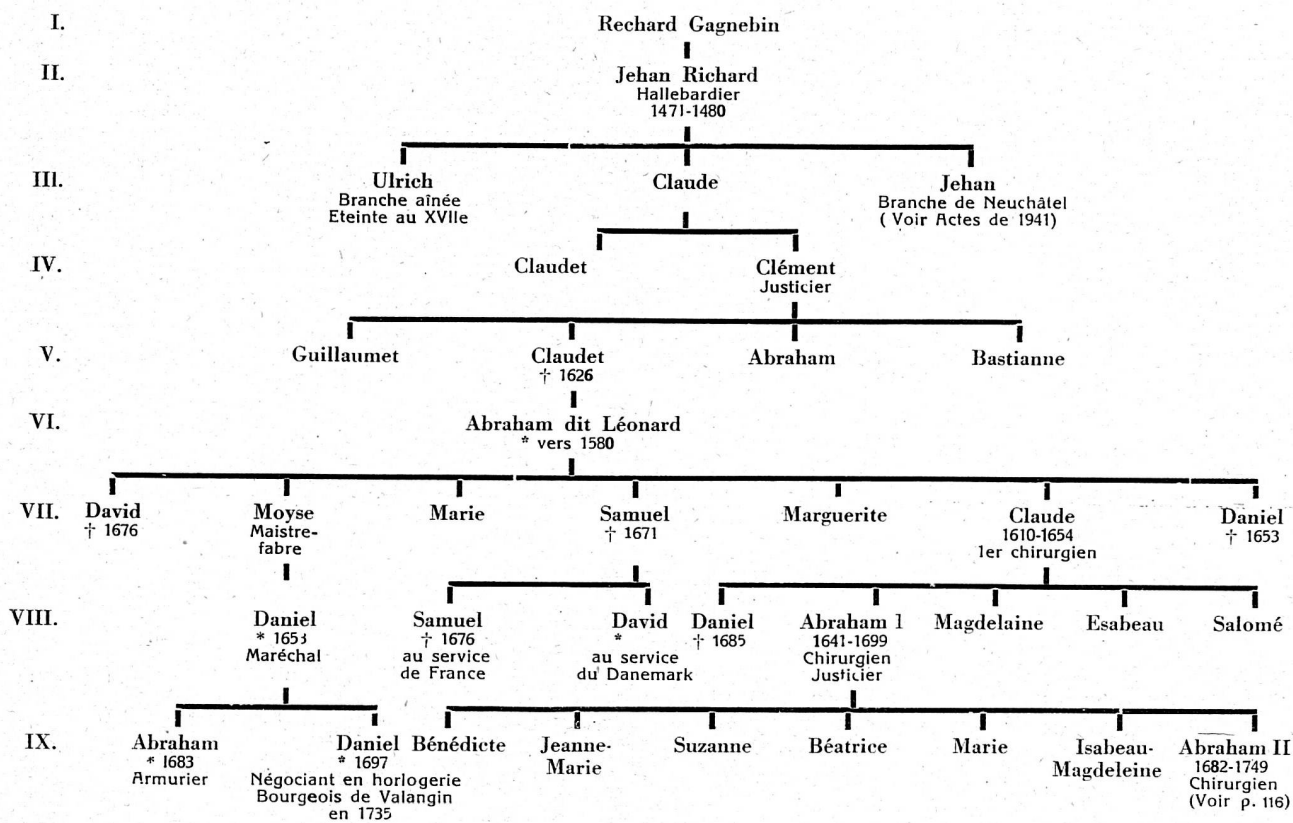 I.
Rechard Gagnebin
II.
Jehan Richard
Hallebardier
1471-1480
III.
Ulrich
Branche aînée
Eteinte au XVIIe
Claude
Jehan
Branche de Neuchâtel
( Voir Actes de 1941)
IV.
Claudet
Clément
Justicier
V.
Guillaumet
Claudet
† 1626
Abraham
Bastianne
VI.
Abraham dit Léonard
* vers 1580
VII.
David
† 1676
Moyse
Maistre-
fabre
Marie
Samuel
† 1671
Marguerite
Claude
1610-1654
1er chirurgien
Daniel
† 1653
VIII.
Daniel
* 1653
Maréchal
Samuel
† 1676
au service
de France
David
*
au service
du Danemark
Daniel
† 1685
Abraham I
1641-1699
Chirurgien
Justicier
Magdelaine
Esabeau
Salomé
IX.
Abraham
* 1683
Armurier
Daniel
* 1697
Négociant en horlogerie
Bourgeois de Valangin
en 1735
Bénédicte
Jeanne-
Marie
Suzanne
Béatrice
Marie
Isabeau-
Magdeleine
Abraham II
1682-1749
Chirurgien
(Voir p. 116)